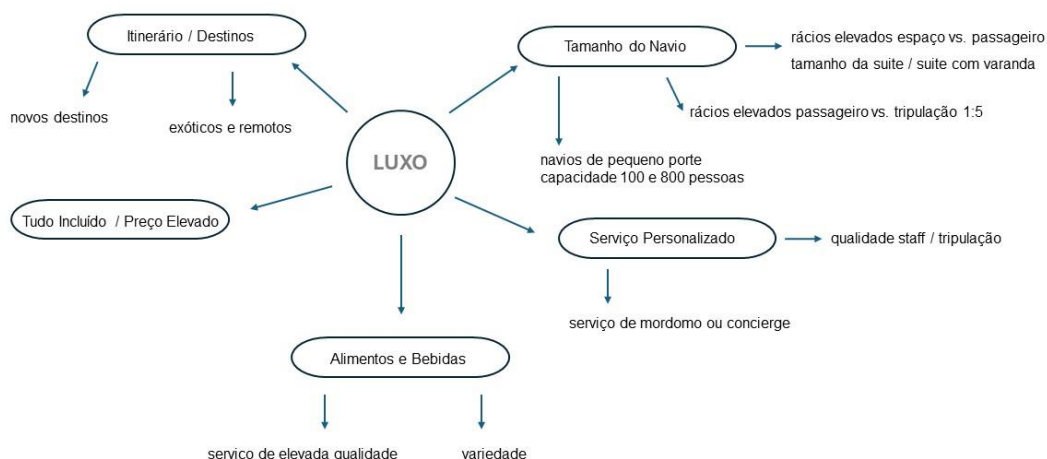 Itinerário / Destinos
novos destinos
exóticos e remotos
Tamanho do Navio
rácios elevados espaço vs. passageiro
tamanho da suite / suite com varanda
rácios elevados passageiro vs. tripulação 1:5
navios de pequeno porte
capacidade 100 e 800 pessoas
LUXO
Tudo Incluído / Preço Elevado
Serviço Personalizado
qualidade staff / tripulação
serviço de mordomo ou concierge
Alimentos e Bebidas
serviço de elevada qualidade
variedade